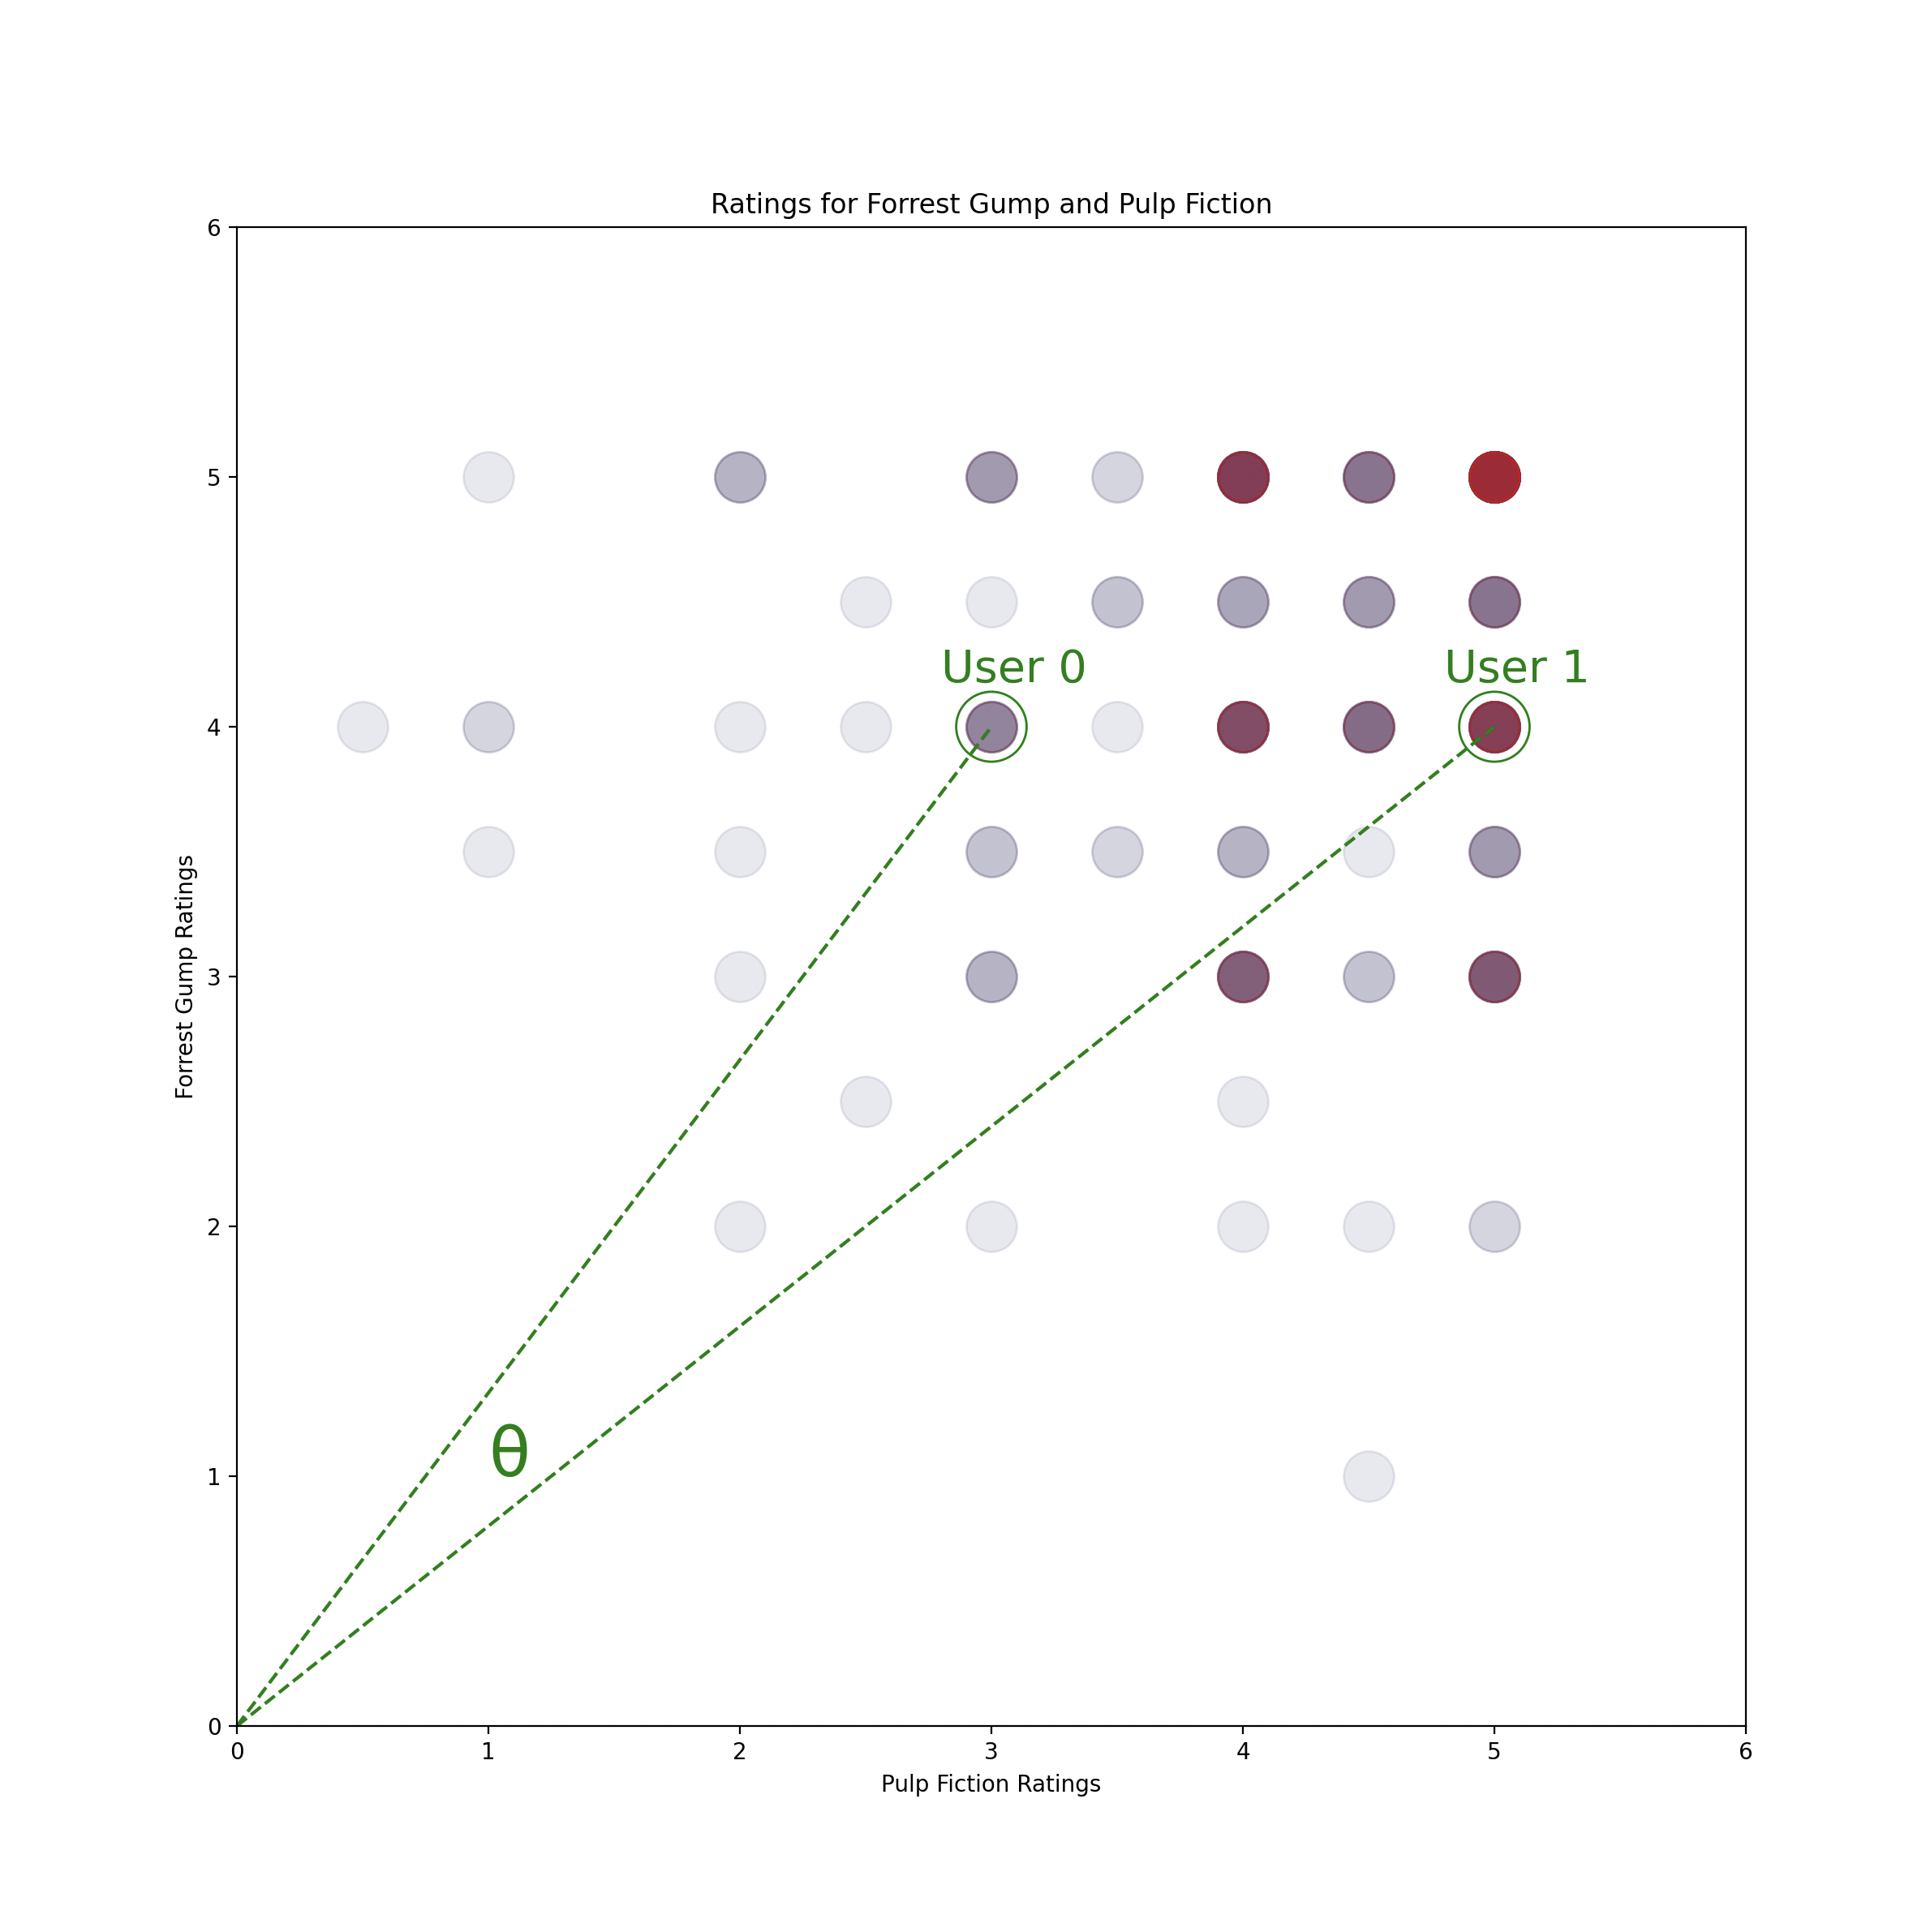 Ratings for Forrest Gump and Pulp Fiction
6
5
4
3
2
1
0
Forrest Gump Ratings
User 0
User 1
θ
0 1 2 3 4 5 6
Pulp Fiction Ratings